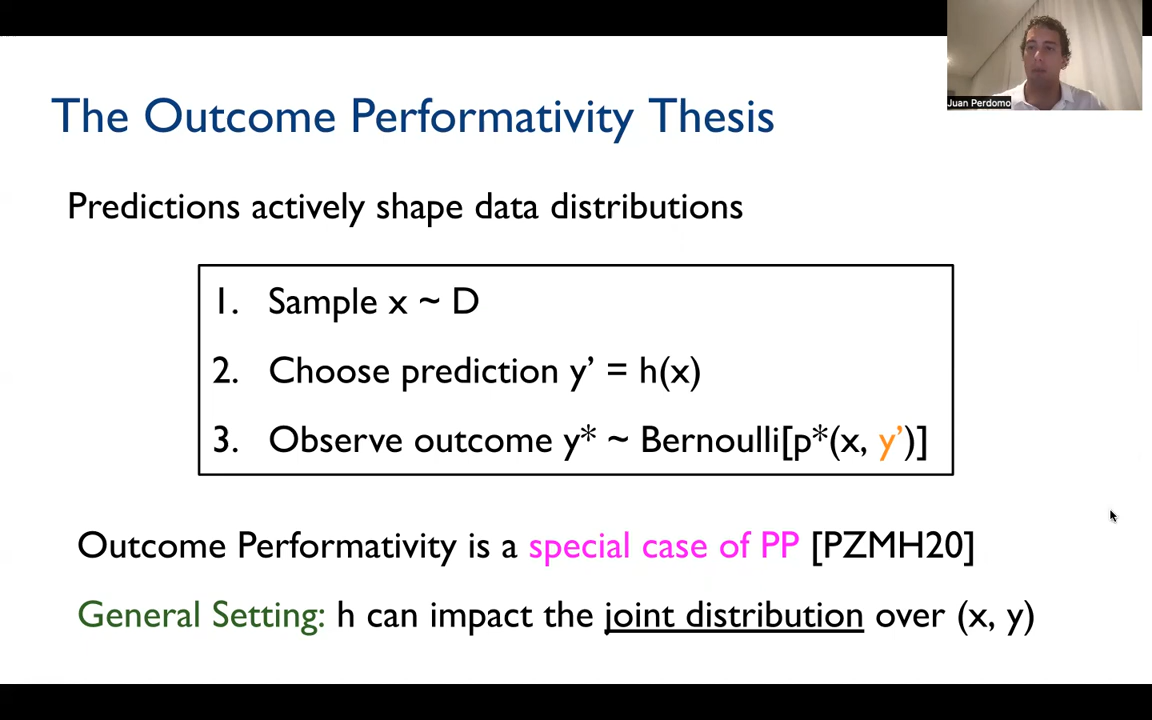 Juan Perdomo
The Outcome Performativity Thesis
Predictions actively shape data distributions
1. Sample x ~ D
2. Choose prediction y’ = h(x)
3. Observe outcome y* ~ Bernoulli[p*(x, y’)]
Outcome Performativity is a special case of PP [PZMH20]
General Setting: h can impact the joint distribution over (x, y)